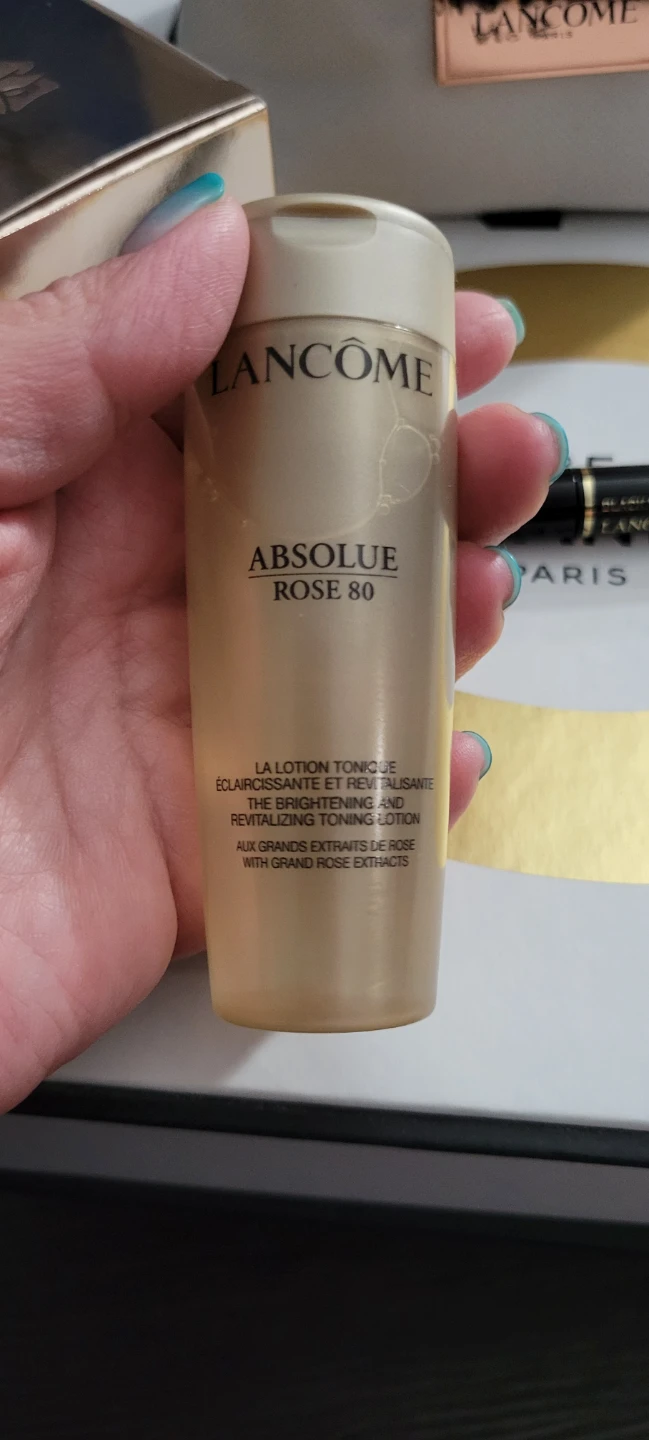 LANCÔME
PARIS
LANCÔME
ABSOLUE
ROSE 80
LA LOTION TONIQUE
ÉCLAIRCISSANTE ET REVITALISANTE
THE BRIGHTENING AND
REVITALIZING TONING LOTION
AUX GRANDS EXTRAITS DE ROSE
WITH GRAND ROSE EXTRACTS
PARIS